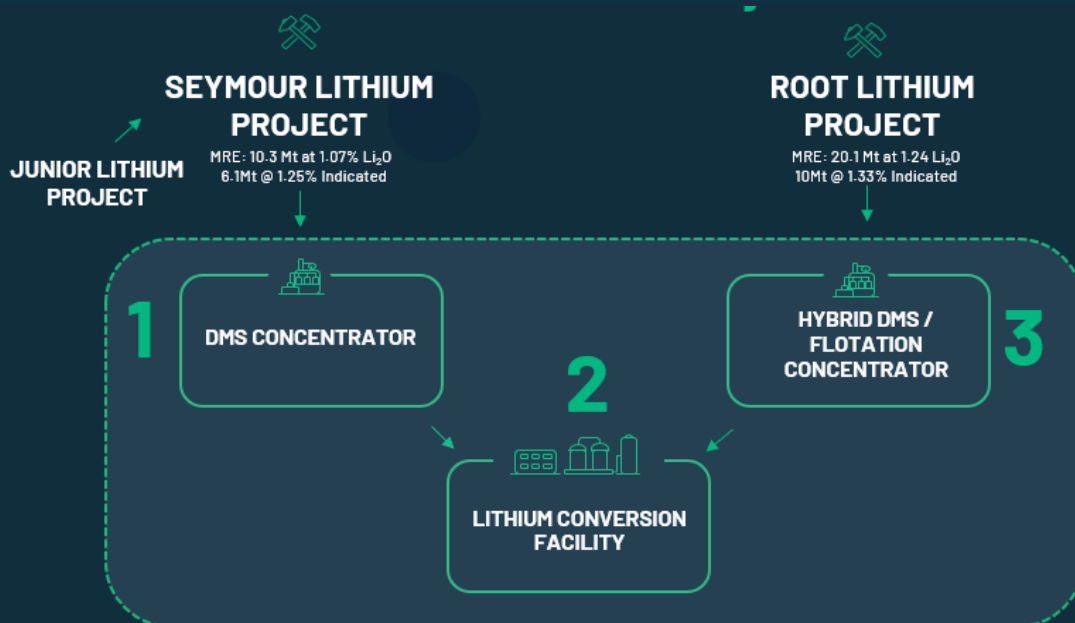 SEYMOUR LITHIUM
PROJECT
MRE: 10.3 Mt at 1.07% Li₂O
6.1Mt @ 1.25% Indicated
JUNIOR LITHIUM
PROJECT
ROOT LITHIUM
PROJECT
MRE: 20.1 Mt at 1.24 Li₂O
10Mt @ 1.33% Indicated
1
DMS CONCENTRATOR
2
LITHIUM CONVERSION
FACILITY
3
HYBRID DMS /
FLOTATION
CONCENTRATOR